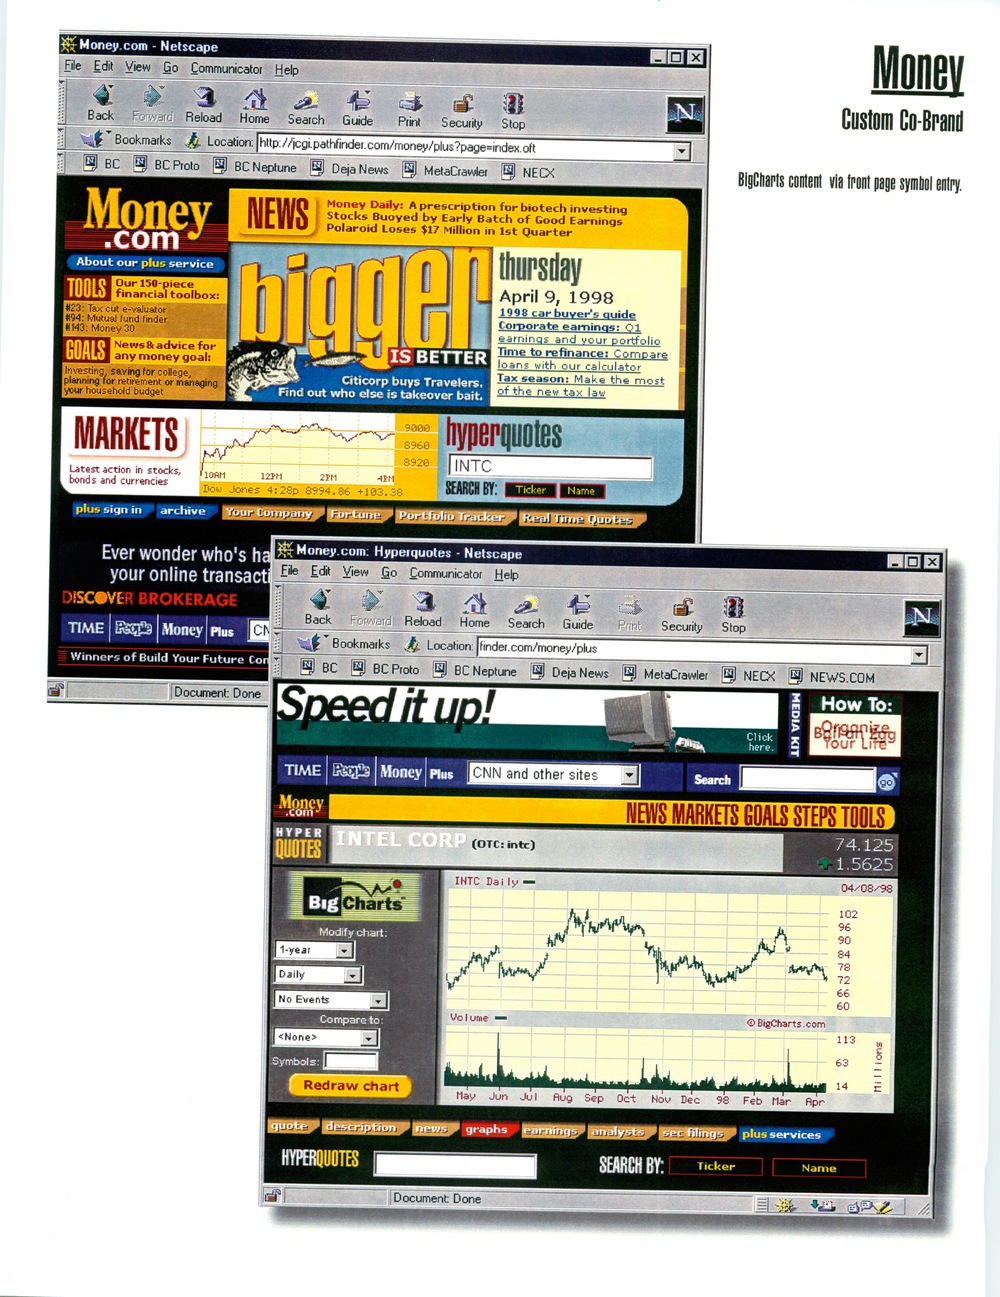 Money
Custom Co-Brand
BigCharts content via front page symbol entry.
Money.com - Netscape
File Edit View Go Communicator Help
Back Forward Reload Home Search Guide Print Security Stop
N
Bookmarks Location: http://jcgi.pathfinder.com/money/plus?page=index.oft
BC BC Proto BC Neptune Deja News MetaCrawler NECX
Money
.com
About our plus service
NEWS
Money Daily: A prescription for biotech investing
Stocks Buoyed by Early Batch of Good Earnings
Polaroid Loses $17 Million in 1st Quarter
TOOLS Our 150-piece
financial toolbox:
#23: Tax cut e-valuator
#94: Mutual fund finder
#143: Money 30
GOALS News & advice for
any money goal:
Investing, saving for college,
planning for retirement or managing
your household budget
bigger
IS BETTER
Citicorp buys Travelers.
Find out who else is takeover bait.
thursday
April 9, 1998
1998 car buyer's guide
Corporate earnings: Q1
earnings and your portfolio
Time to refinance: Compare
loans with our calculator
Tax season: Make the most
of the new tax law
MARKETS
Latest action in stocks,
bonds and currencies
9000
8960
8920
10AM 12PM 2PM 4PM
Dow Jones 4:28p 8994.86 +103.38
hyperquotes
INTC
SEARCH BY: Ticker Name
plus sign in archive Your Company Fortune Portfolio Tracker Real Time Quotes
Ever wonder who's ha
your online transacti
DISCOVER BROKERAGE
TIME People Money Plus CN
Winners of Build Your Future Con
Document: Done
Money.com: Hyperquotes - Netscape
File Edit View Go Communicator Help
Back Forward Reload Home Search Guide Print Security Stop
N
Bookmarks Location: finder.com/money/plus
BC BC Proto BC Neptune Deja News MetaCrawler NECX NEWS.COM
Speed it up!
Click
here.
MEDIA KIT
How To:
Organize
Boil an Egg
Your Life
TIME People Money Plus CNN and other sites Search go
Money
.com
NEWS MARKETS GOALS STEPS TOOLS
HYPER
QUOTES
INTEL CORP (OTC: intc)
74.125
1.5625
BigCharts
Modify chart:
1-year
Daily
No Events
Compare to:
<None>
Symbols:
Redraw chart
INTC Daily
04/08/98
102
96
90
84
78
72
66
60
Volume
© BigCharts.com
113
63
14
Millions
May Jun Jul Aug Sep Oct Nov Dec 98 Feb Mar Apr
quote description news graphs earnings analysts sec filings plus services
HYPERQUOTES SEARCH BY: Ticker Name
Document: Done